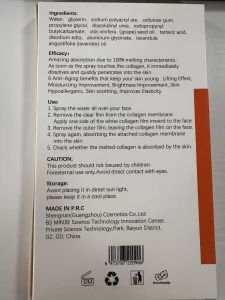 Ingredients:
Water, glycerin, sodium polyacrylate, cellulose gum,
propylene glycol, diazolidinyl urea, iodopropynyl
butylcarbamate, vitis vinifera (grape) seed oil, tartaric acid,
disodium edta, aluminum glycinate, lavandula
angustifolia (lavender) oil.
Efficacy:
Amazing absorption due to 100% melting characteristics
As soon as the spray touches the collagen, it immediately
dissolves and quickly penetrates into the skin.
6 Anti-Aging benefits that keep your skin young: Lifting Effect,
Moisturizing Improvement, Brightness Improvement, Skin
Hypoallergenic, Skin soothing, Improves Elasticity.
Use:
1. Spray the water all over your face.
2. Remove the clear film from the collagen membrane.
Apply one side of the white collagen film toward to the face
3. Remove the outer film, leaving the collagen film on the face.
4. Spray again, absorbing the attached collagen membrane
into the skin.
5. Check whether the melted collagen is absorbed by the skin.
CAUTION:
This product should not beused by children.
Forexternal use only.Avoid direct contact with eyes.
Storage:
Avoid placing it in direct sun light,
please keep it in a cool place.
MADE IN P.R.C
Shengnan(Guangzhou) Cosmetics Co.,Ltd.
B3 MINXIE Science Technology Innovation Center,
Private Science Technology,Park, Baiyun District,
GZ, GD, China